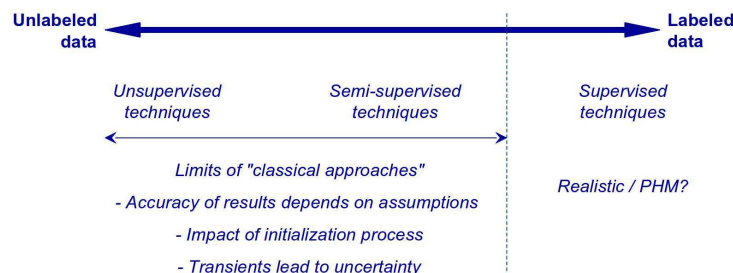 Unlabeled data
Labeled data
Unsupervised techniques
Semi-supervised techniques
Supervised techniques
Limits of "classical approaches"
- Accuracy of results depends on assumptions
- Impact of initialization process
- Transients lead to uncertainty
Realistic / PHM?